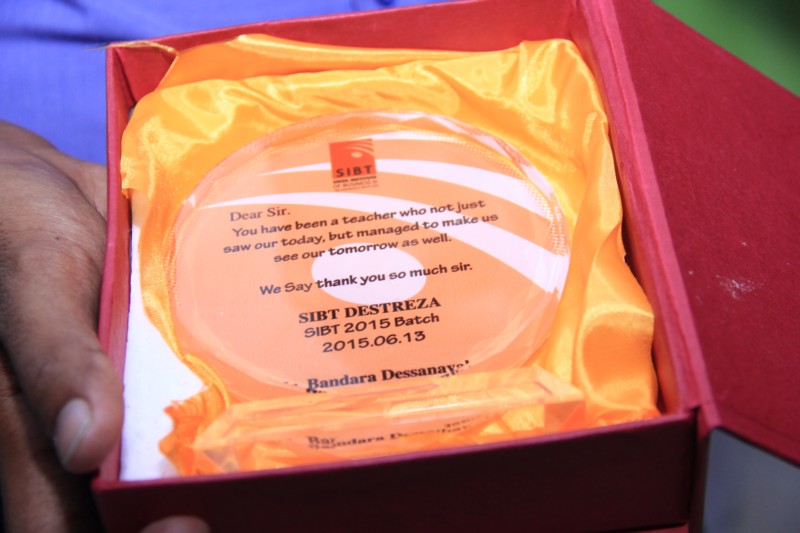 SIBT
OF BUSINESS &
Dear Sir.
You have been a teacher who not just
saw our today, but managed to make us
see our tomorrow as well.
We Say thank you so much sir.
SIBT DESTREZA
SIBT 2015 Batch
2015.06.13
Bandara